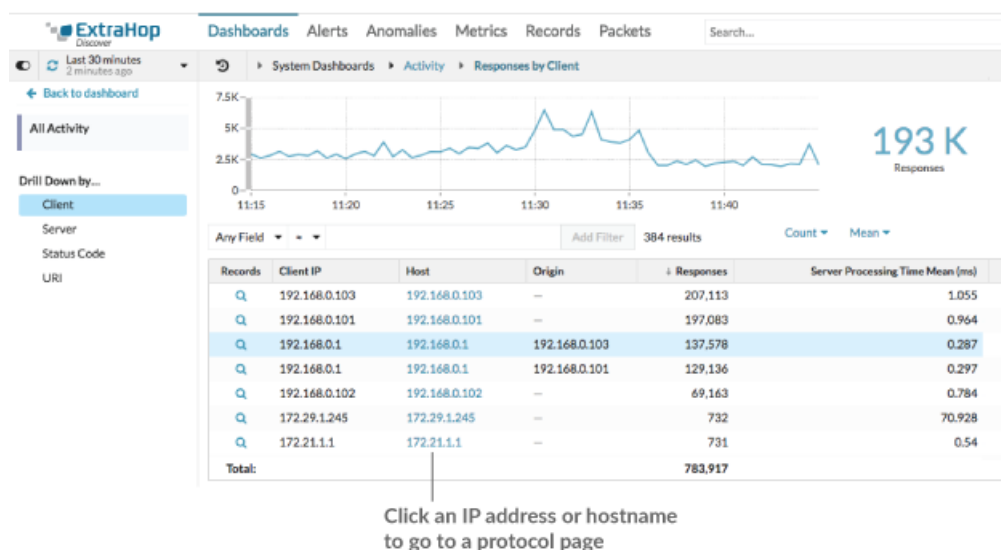 ExtraHop
Discover
Dashboards Alerts Anomalies Metrics Records Packets Search...
Last 30 minutes
2 minutes ago
System Dashboards Activity Responses by Client
Back to dashboard
All Activity
Drill Down by...
Client
Server
Status Code
URI
7.5K
5K
2.5K
0
11:15 11:20 11:25 11:30 11:35 11:40
193 K
Responses
Any Field = Add Filter 384 results Count Mean
Records Client IP Host Origin ↓ Responses Server Processing Time Mean (ms)
192.168.0.103 192.168.0.103 — 207,113 1.055
192.168.0.101 192.168.0.101 — 197,083 0.964
192.168.0.1 192.168.0.1 192.168.0.103 137,578 0.287
192.168.0.1 192.168.0.1 192.168.0.101 129,136 0.297
192.168.0.102 192.168.0.102 — 69,163 0.784
172.29.1.245 172.29.1.245 — 732 70.928
172.21.1.1 172.21.1.1 — 731 0.54
Total: 783,917
Click an IP address or hostname
to go to a protocol page